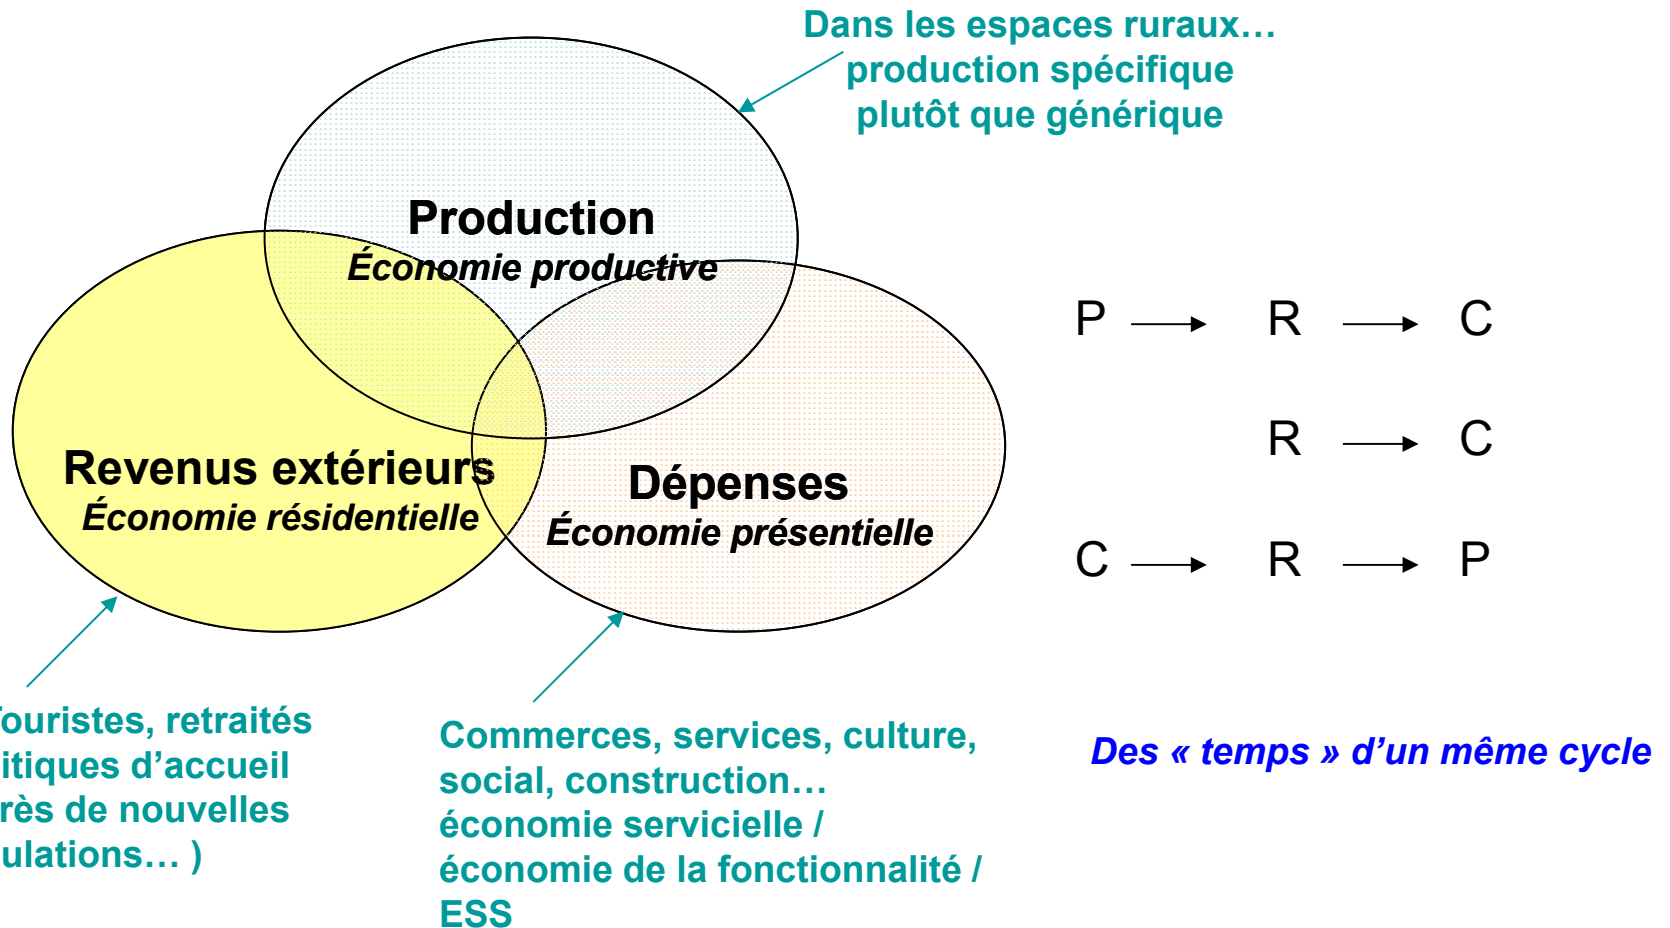 Dans les espaces ruraux…
production spécifique
plutôt que générique
Production
Économie productive
Revenus extérieurs
Économie résidentielle
Dépenses
Économie présentielle
P R C
R C
C R P
Touristes, retraités
itiques d’accueil
rès de nouvelles
ulations… )
Commerces, services, culture,
social, construction…
économie servicielle /
économie de la fonctionnalité /
ESS
Des « temps » d’un même cycle